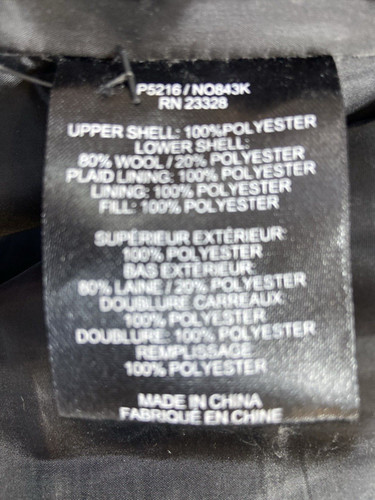 P5216 / NO843K
RN 23328
UPPER SHELL: 100%POLYESTER
LOWER SHELL:
80% WOOL / 20% POLYESTER
PLAID LINING: 100% POLYESTER
LINING: 100% POLYESTER
FILL: 100% POLYESTER
SUPÉRIEUR EXTÉRIEUR:
100% POLYESTER
BAS EXTERIEUR:
80% LAINE / 20% POLYESTER
DOUBLURE CARREAUX:
100% POLYESTER
DOUBLURE: 100% POLYESTER
REMPLISSAGE:
100% POLYESTER
MADE IN CHINA
FABRIQUÉ EN CHINE